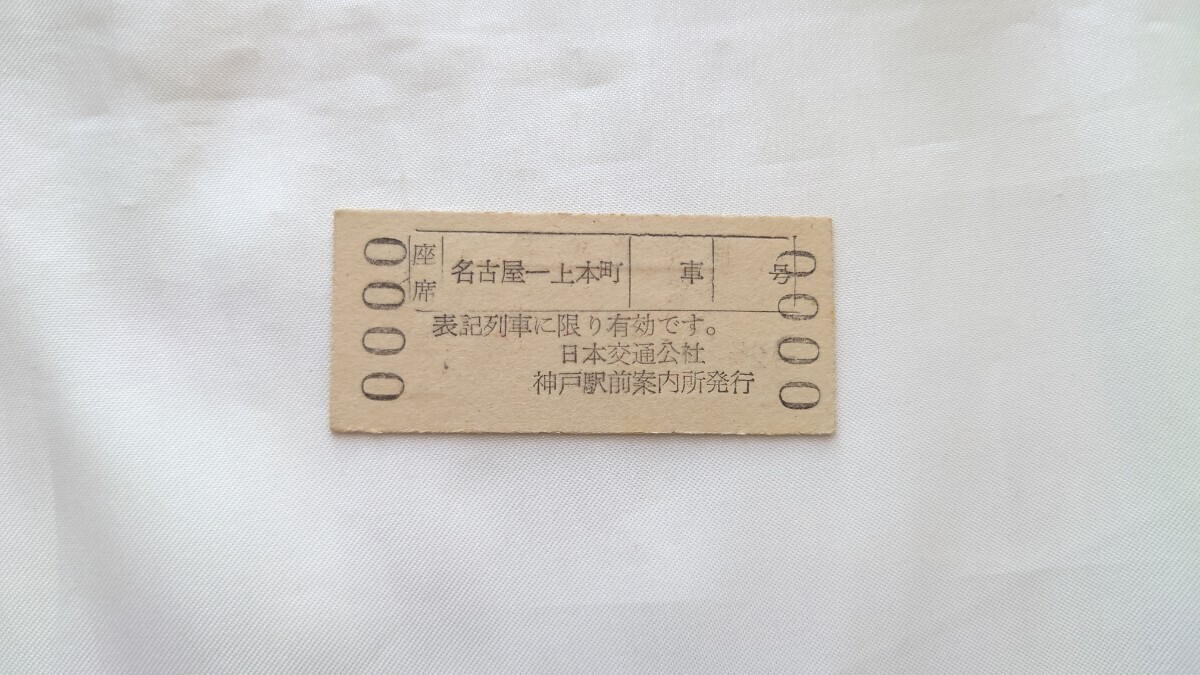 0000
座席 名古屋ー上本町 車 号
表記列車に限り有効です。
日本交通公社
神戸駅前案内所発行
0000